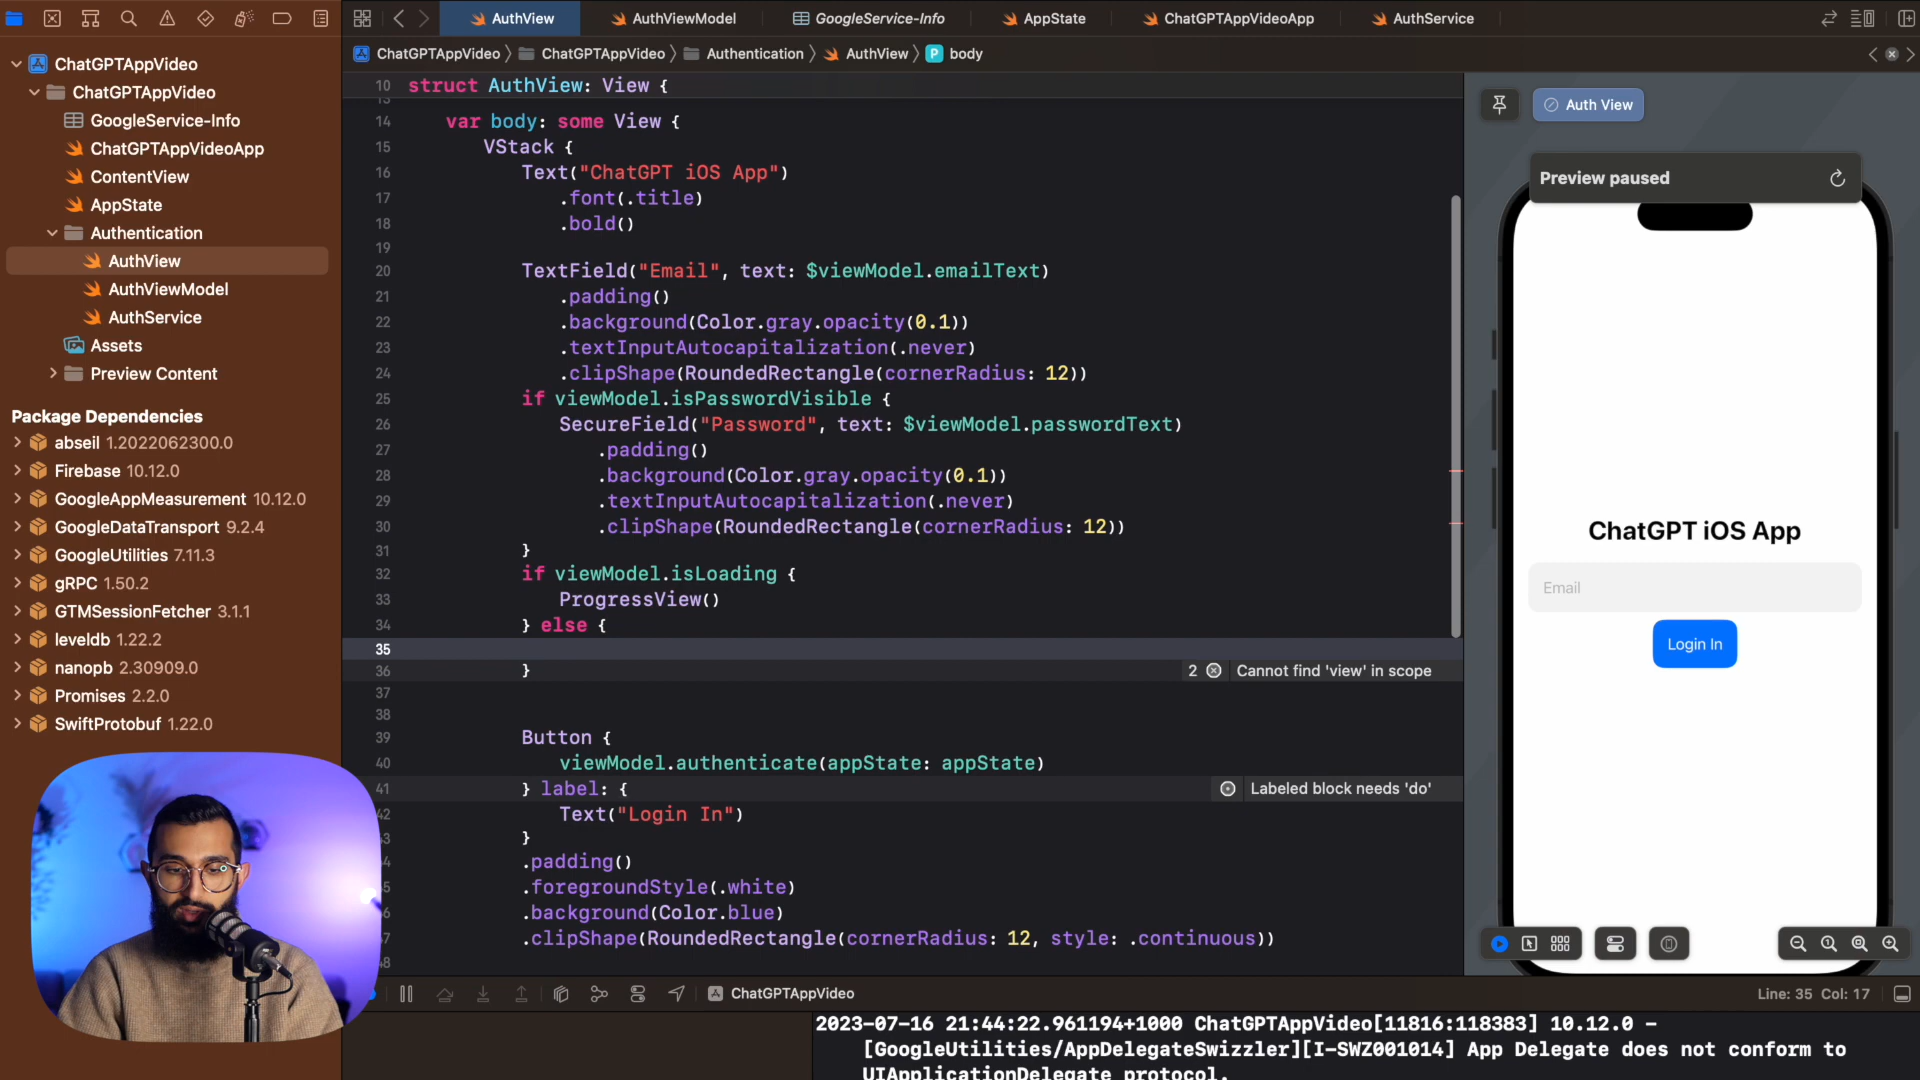 AuthView
AuthViewModel
GoogleService-Info
AppState
ChatGPTAppVideoApp
AuthService
ChatGPTAppVideo
ChatGPTAppVideo
Authentication
AuthView
body
ChatGPTAppVideo
ChatGPTAppVideo
GoogleService-Info
ChatGPTAppVideoApp
ContentView
AppState
Authentication
AuthView
AuthViewModel
AuthService
Assets
Preview Content
Package Dependencies
abseil 1.2022062300.0
Firebase 10.12.0
GoogleAppMeasurement 10.12.0
GoogleDataTransport 9.2.4
GoogleUtilities 7.11.3
gRPC 1.50.2
GTMSessionFetcher 3.1.1
leveldb 1.22.2
nanopb 2.30909.0
Promises 2.2.0
SwiftProtobuf 1.22.0
10 struct AuthView: View {
14 var body: some View {
15 VStack {
16 Text("ChatGPT iOS App")
17 .font(.title)
18 .bold()
19
20 TextField("Email", text: $viewModel.emailText)
21 .padding()
22 .background(Color.gray.opacity(0.1))
23 .textInputAutocapitalization(.never)
24 .clipShape(RoundedRectangle(cornerRadius: 12))
25 if viewModel.isPasswordVisible {
26 SecureField("Password", text: $viewModel.passwordText)
27 .padding()
28 .background(Color.gray.opacity(0.1))
29 .textInputAutocapitalization(.never)
30 .clipShape(RoundedRectangle(cornerRadius: 12))
31 }
32 if viewModel.isLoading {
33 ProgressView()
34 } else {
35
36 } 2 Cannot find 'view' in scope
37
38
39 Button {
40 viewModel.authenticate(appState: appState)
41 } label: { Labeled block needs 'do'
42 Text("Login In")
}
.padding()
.foregroundStyle(.white)
.background(Color.blue)
.clipShape(RoundedRectangle(cornerRadius: 12, style: .continuous))
Auth View
Preview paused
ChatGPT iOS App
Email
Login In
ChatGPTAppVideo
Line: 35 Col: 17
2023-07-16 21:44:22.961194+1000 ChatGPTAppVideo[11816:118383] 10.12.0 -
[GoogleUtilities/AppDelegateSwizzler][I-SWZ001014] App Delegate does not conform to
UIApplicationDelegate protocol.